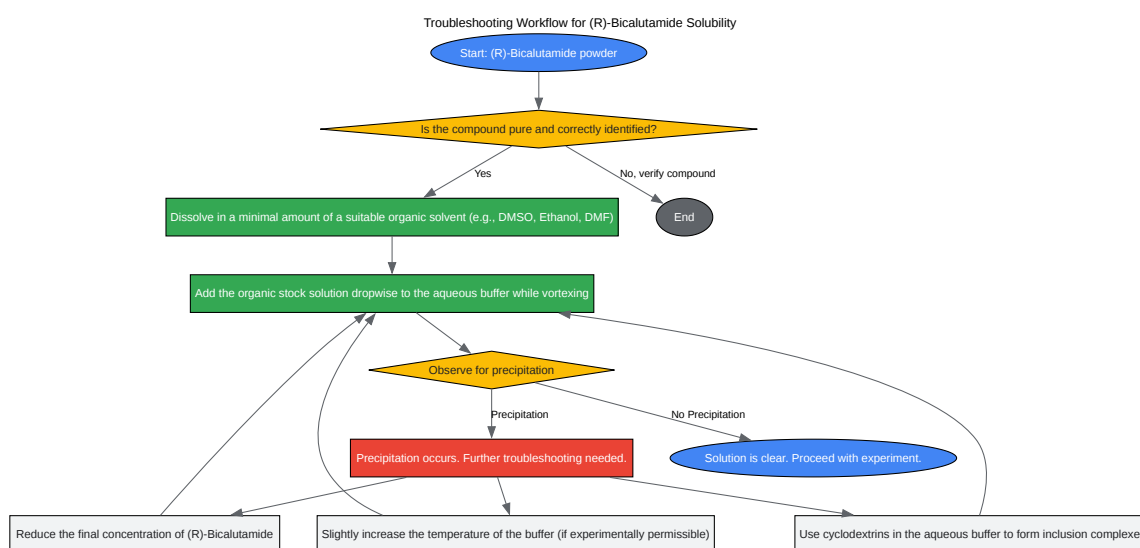 Troubleshooting Workflow for (R)-Bicalutamide Solubility
Start: (R)-Bicalutamide powder
Is the compound pure and correctly identified?
Yes
No, verify compound
Dissolve in a minimal amount of a suitable organic solvent (e.g., DMSO, Ethanol, DMF)
End
Add the organic stock solution dropwise to the aqueous buffer while vortexing
Observe for precipitation
Precipitation
No Precipitation
Precipitation occurs. Further troubleshooting needed.
Solution is clear. Proceed with experiment.
Reduce the final concentration of (R)-Bicalutamide
Slightly increase the temperature of the buffer (if experimentally permissible)
Use cyclodextrins in the aqueous buffer to form inclusion complexe